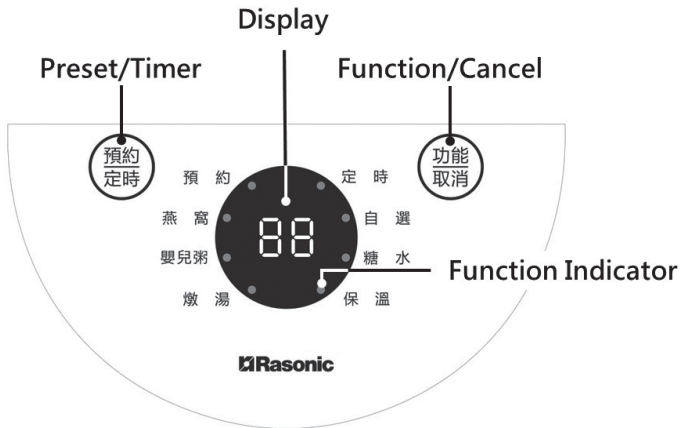 Display
Preset/Timer
Function/Cancel
預約
定時
功能
取消
預約
定時
燕窩
自選
88
嬰兒粥
糖水
燉湯
保溫
Function Indicator
Rasonic